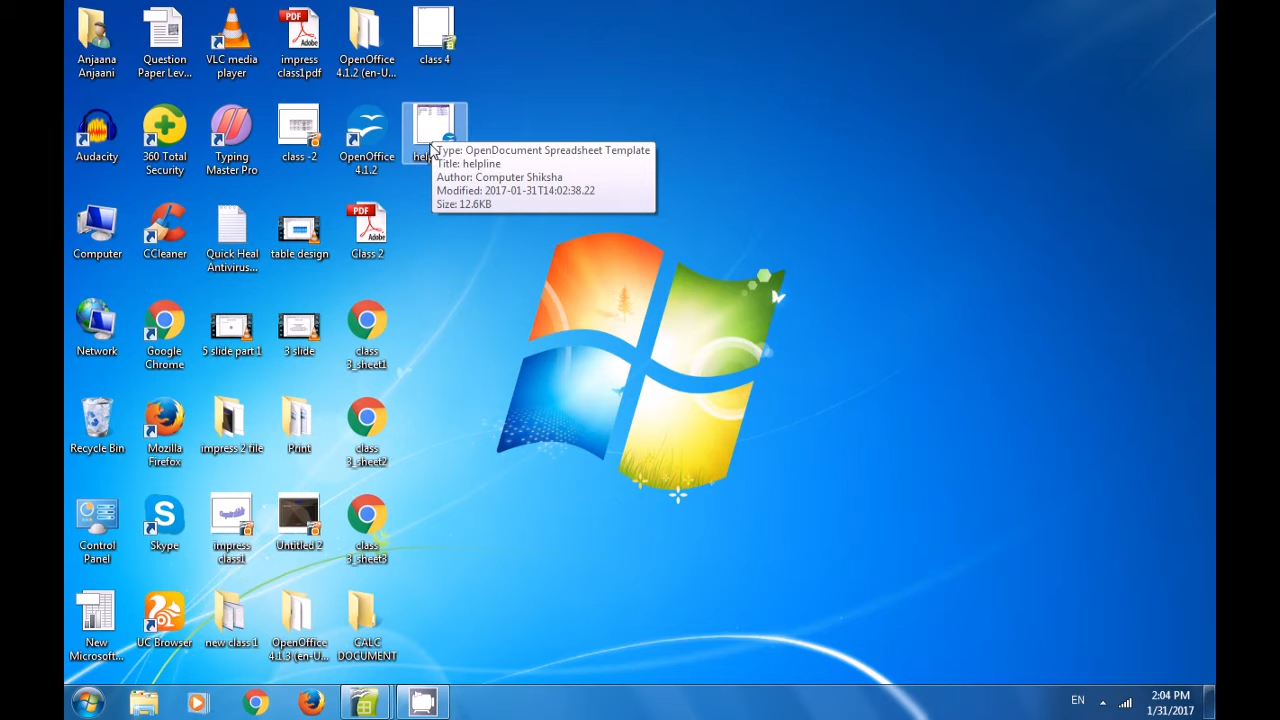 Anjaana
Anjaani
Question
Paper Lev...
VLC media
player
PDF
Adobe
impress
class1pdf
OpenOffice
4.1.2 (en-U...
class 4
Audacity
360 Total
Security
Typing
Master Pro
class -2
OpenOffice
4.1.2
Type: OpenDocument Spreadsheet Template
Title: helpline
Author: Computer Shiksha
Modified: 2017-01-31T14:02:38.22
Size: 12.6KB
Computer
CCleaner
Quick Heal
Antivirus...
table design
PDF
Adobe
Class 2
Network
Google
Chrome
5 slide part 1
3 slide
class
3_sheet1
Recycle Bin
Mozilla
Firefox
impress 2 file
Print
class
3_sheet2
Control
Panel
Skype
impress
class1
Untitled 2
class
3_sheet3
New
Microsoft...
UC Browser
new class 1
OpenOffice
4.1.3 (en-U...
CALC
DOCUMENT
EN
2:04 PM
1/31/2017